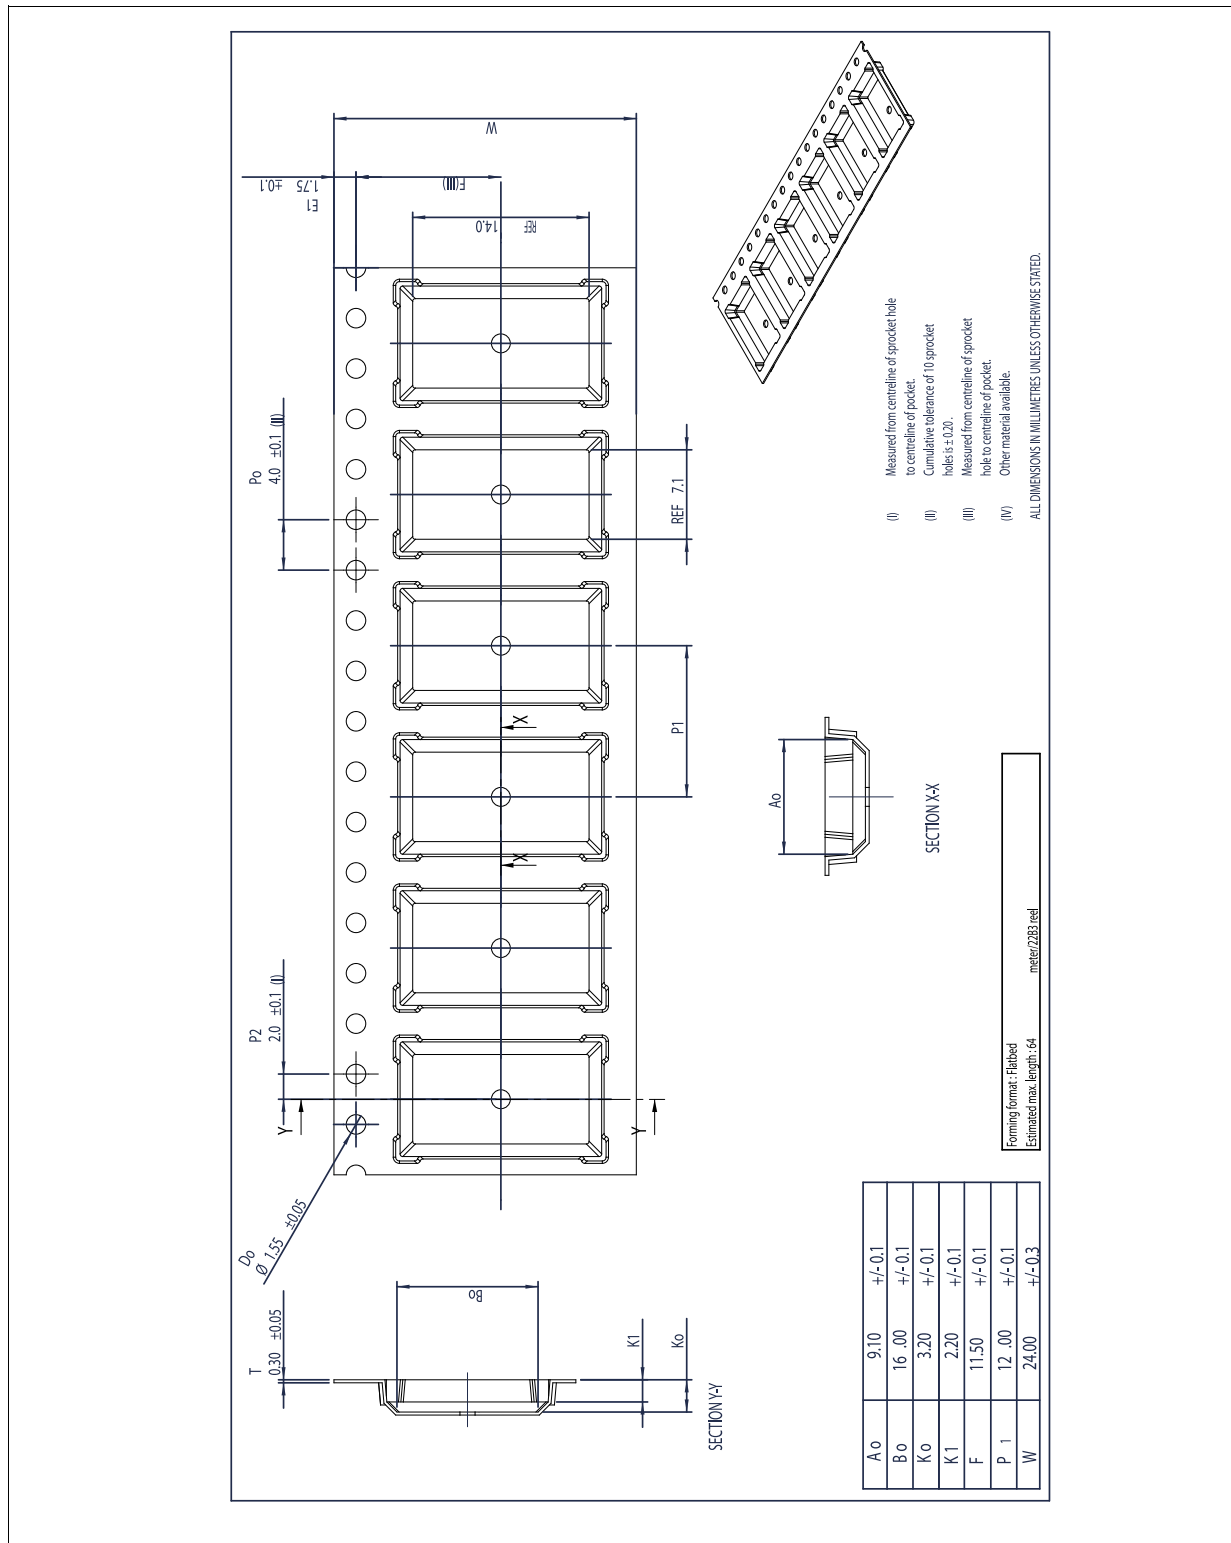 W
E1
1.75 ±0.1
F(III)
REF 14.0
Po
4.0 ±0.1 (II)
REF 7.1
P1
X
X
P2
2.0 ±0.1 (I)
Y
Y
Do
Ø 1.55 ±0.05
T
0.30 ±0.05
Bo
K1
Ko
SECTION Y-Y
Ao
SECTION X-X
(I) Measured from centreline of sprocket hole
to centreline of pocket.
(II) Cumulative tolerance of 10 sprocket
holes is ± 0.20 .
(III) Measured from centreline of sprocket
hole to centreline of pocket.
(IV) Other material available.
ALL DIMENSIONS IN MILLIMETRES UNLESS OTHERWISE STATED.
Forming format : Flatbed
Estimated max. length : 64 meter/22B3 reel
A o 9.10 +/- 0.1
B o 16 .00 +/- 0.1
K o 3.20 +/- 0.1
K 1 2.20 +/- 0.1
F 11.50 +/- 0.1
P 1 12 .00 +/- 0.1
W 24.00 +/- 0.3